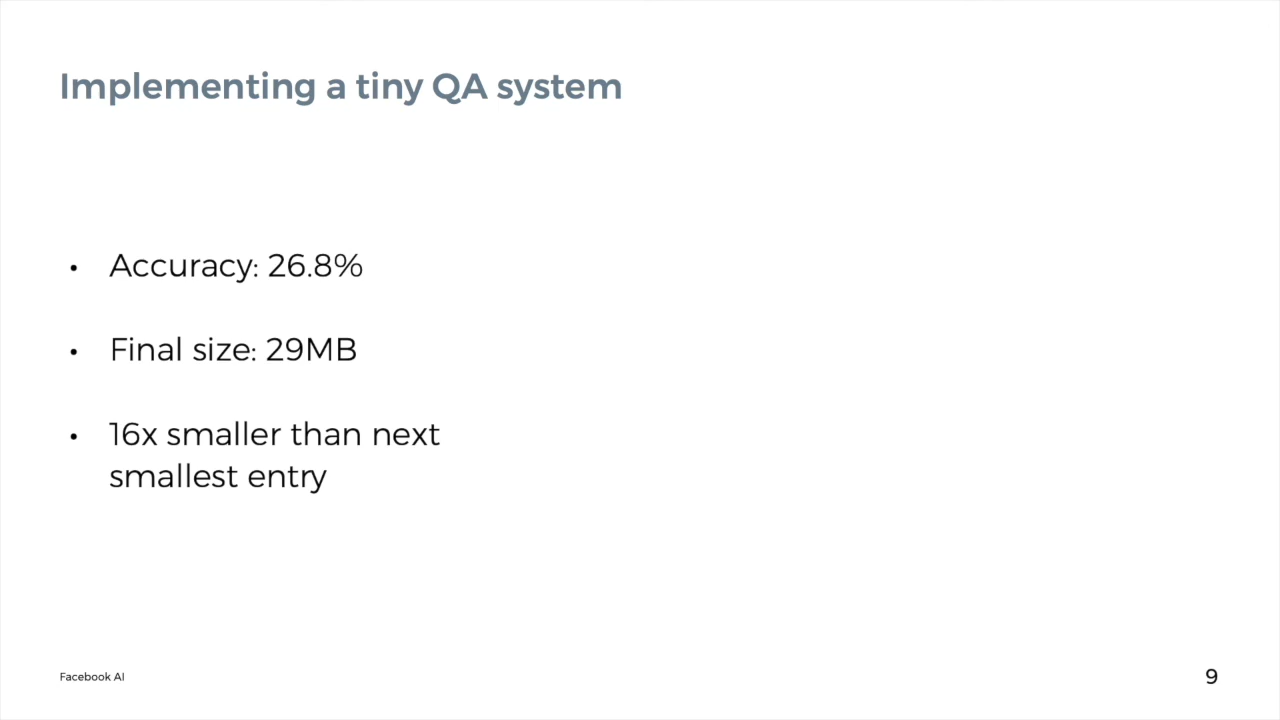 Implementing a tiny QA system
• Accuracy: 26.8%
• Final size: 29MB
• 16x smaller than next
smallest entry
Facebook AI
9